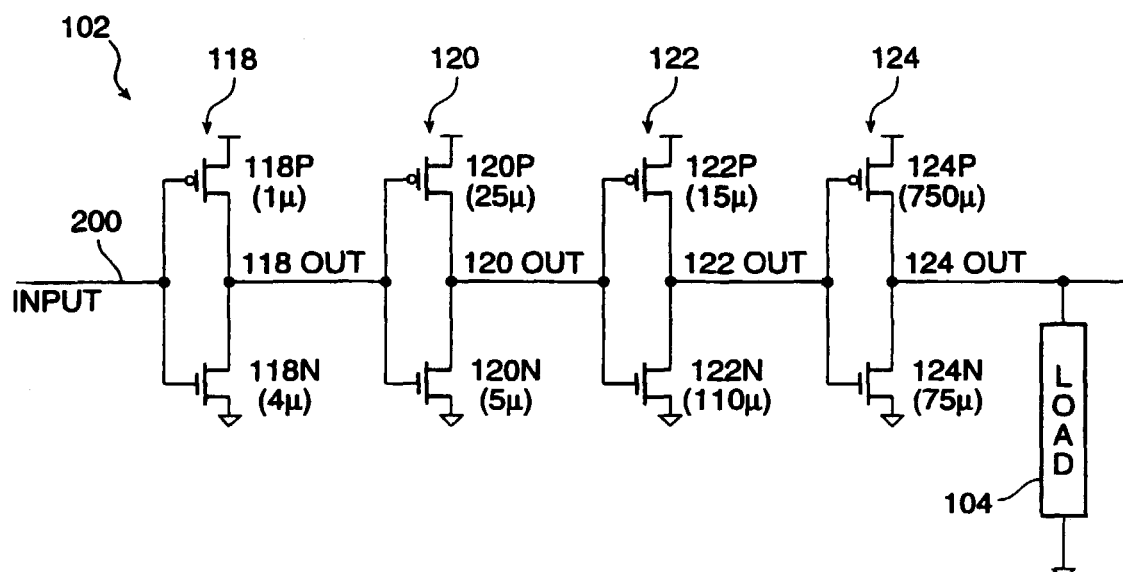 102
118
120
122
124
118P
(1µ)
120P
(25µ)
122P
(15µ)
124P
(750µ)
200
INPUT
118 OUT
120 OUT
122 OUT
124 OUT
118N
(4µ)
120N
(5µ)
122N
(110µ)
124N
(75µ)
LOAD
104